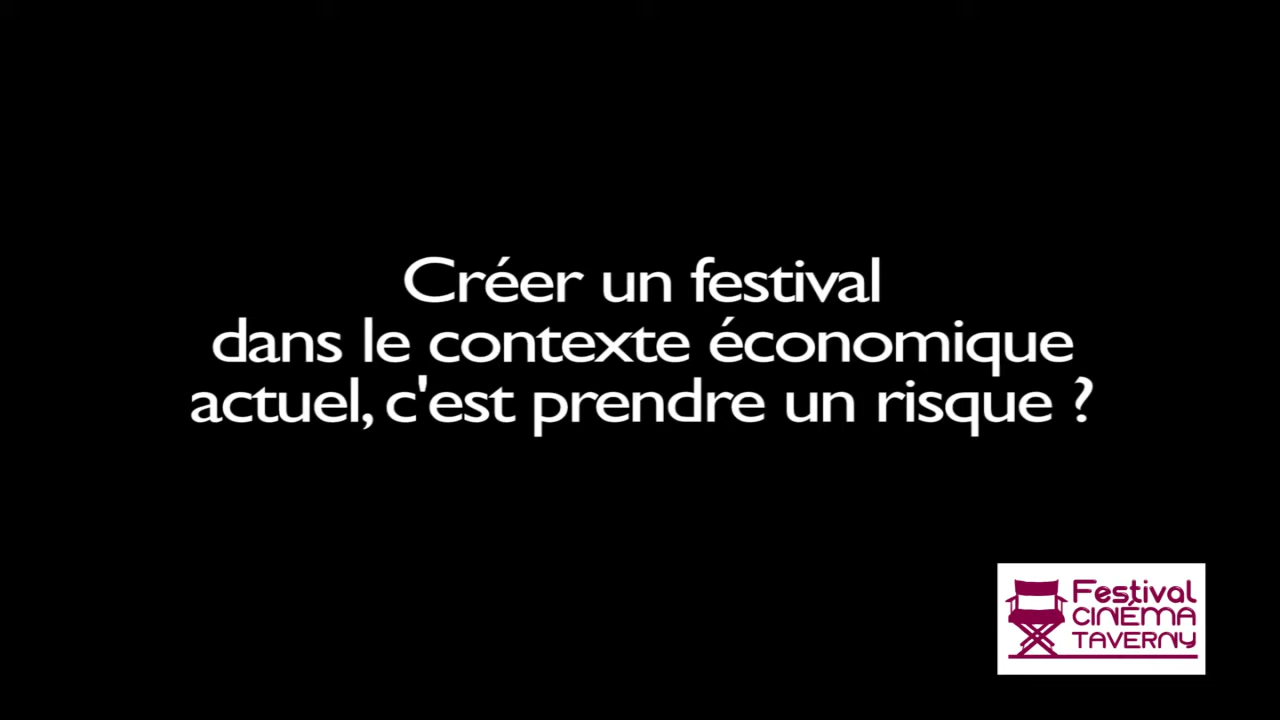 Créer un festival
dans le contexte économique
actuel, c'est prendre un risque ?
Festival
CINÉMA
TAVERNY